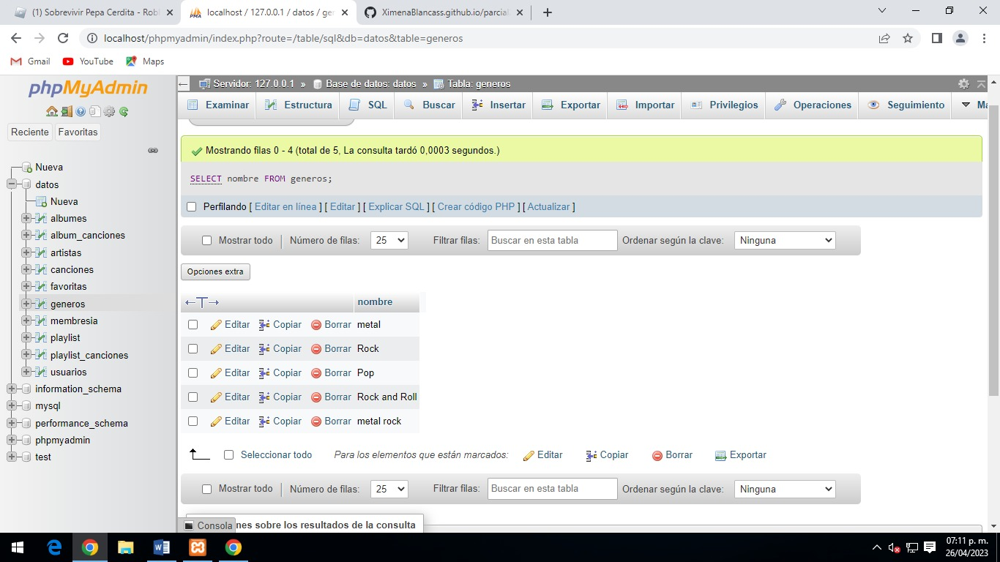 (1) Sobrevivir Pepa Cerdita - Robl
localhost / 127.0.0.1 / datos / gen
XimenaBlancass.github.io/parcial
localhost/phpmyadmin/index.php?route=/table/sql&db=datos&table=generos
Gmail YouTube Maps
phpMyAdmin
Reciente Favoritas
Nueva
datos
Nueva
albumes
album_canciones
artistas
canciones
favoritas
generos
membresia
playlist
playlist_canciones
usuarios
information_schema
mysql
performance_schema
phpmyadmin
test
Servidor: 127.0.0.1 » Base de datos: datos » Tabla: generos
Examinar Estructura SQL Buscar Insertar Exportar Importar Privilegios Operaciones Seguimiento Ma
Mostrando filas 0 - 4 (total de 5, La consulta tardó 0,0003 segundos.)
SELECT nombre FROM generos;
Perfilando [ Editar en línea ] [ Editar ] [ Explicar SQL ] [ Crear código PHP ] [ Actualizar ]
Mostrar todo | Número de filas: 25 Filtrar filas: Buscar en esta tabla Ordenar según la clave: Ninguna
Opciones extra
←T→ nombre
Editar Copiar Borrar metal
Editar Copiar Borrar Rock
Editar Copiar Borrar Pop
Editar Copiar Borrar Rock and Roll
Editar Copiar Borrar metal rock
Seleccionar todo Para los elementos que están marcados: Editar Copiar Borrar Exportar
Mostrar todo | Número de filas: 25 Filtrar filas: Buscar en esta tabla Ordenar según la clave: Ninguna
Consola nes sobre los resultados de la consulta
07:11 p. m.
26/04/2023